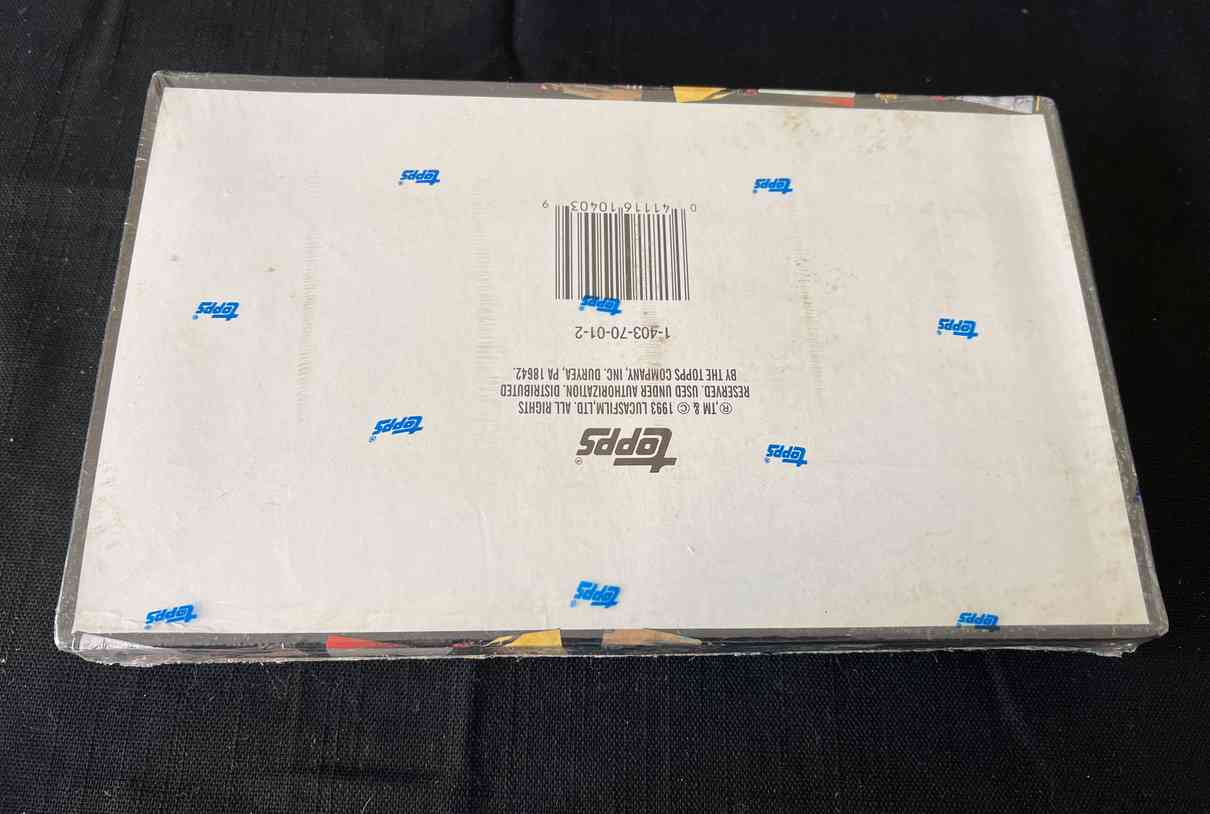 topps®
®,TM & © 1993 LUCASFILM,LTD. ALL RIGHTS
RESERVED. USED UNDER AUTHORIZATION. DISTRIBUTED
BY THE TOPPS COMPANY, INC. DURYEA, PA 18642.
1-403-70-01-2
topps
0 41116 10403 9
topps®
topps®
topps®
topps®
topps®
topps®
topps
topps
topps